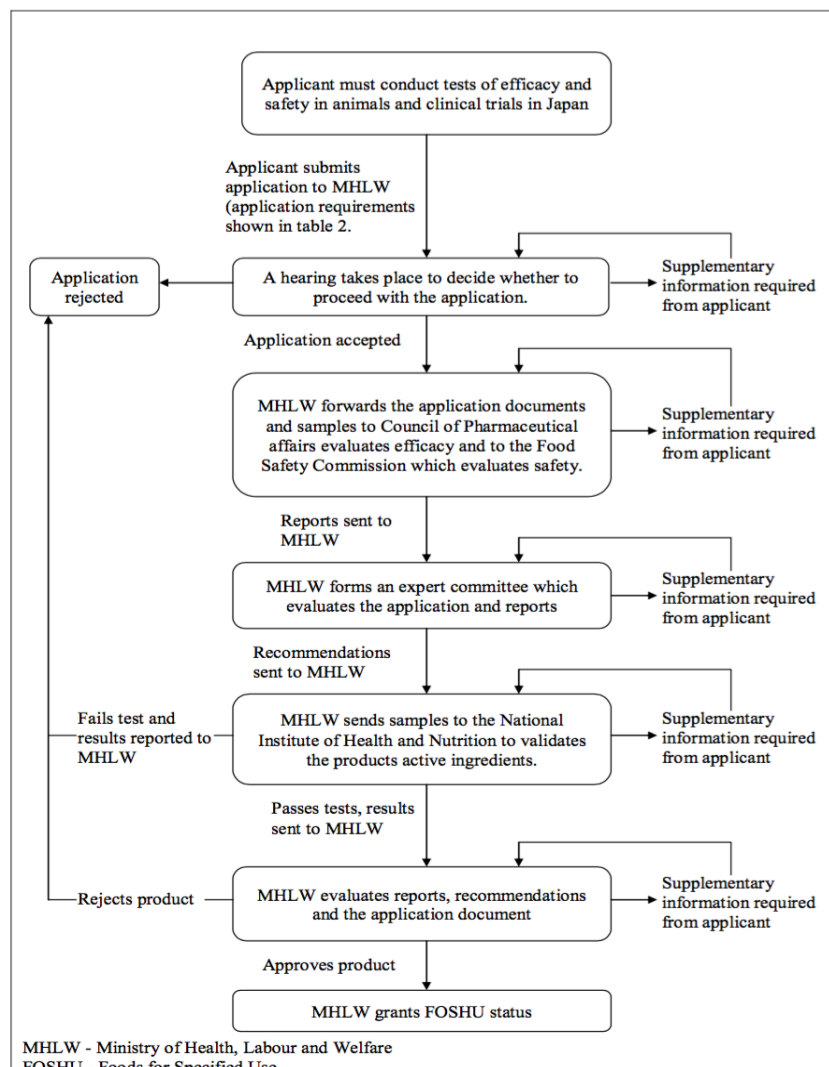 Applicant must conduct tests of efficacy and
safety in animals and clinical trials in Japan
Applicant submits
application to MHLW
(application requirements
shown in table 2.
Application
rejected
A hearing takes place to decide whether to
proceed with the application.
Supplementary
information required
from applicant
Application accepted
MHLW forwards the application documents
and samples to Council of Pharmaceutical
affairs evaluates efficacy and to the Food
Safety Commission which evaluates safety.
Supplementary
information required
from applicant
Reports sent to
MHLW
MHLW forms an expert committee which
evaluates the application and reports
Supplementary
information required
from applicant
Recommendations
sent to MHLW
Fails test and
results reported to
MHLW
MHLW sends samples to the National
Institute of Health and Nutrition to validates
the products active ingredients.
Supplementary
information required
from applicant
Passes tests, results
sent to MHLW
Rejects product
MHLW evaluates reports, recommendations
and the application document
Supplementary
information required
from applicant
Approves product
MHLW grants FOSHU status
MHLW - Ministry of Health, Labour and Welfare
FOSHU - Foods for Specified Use